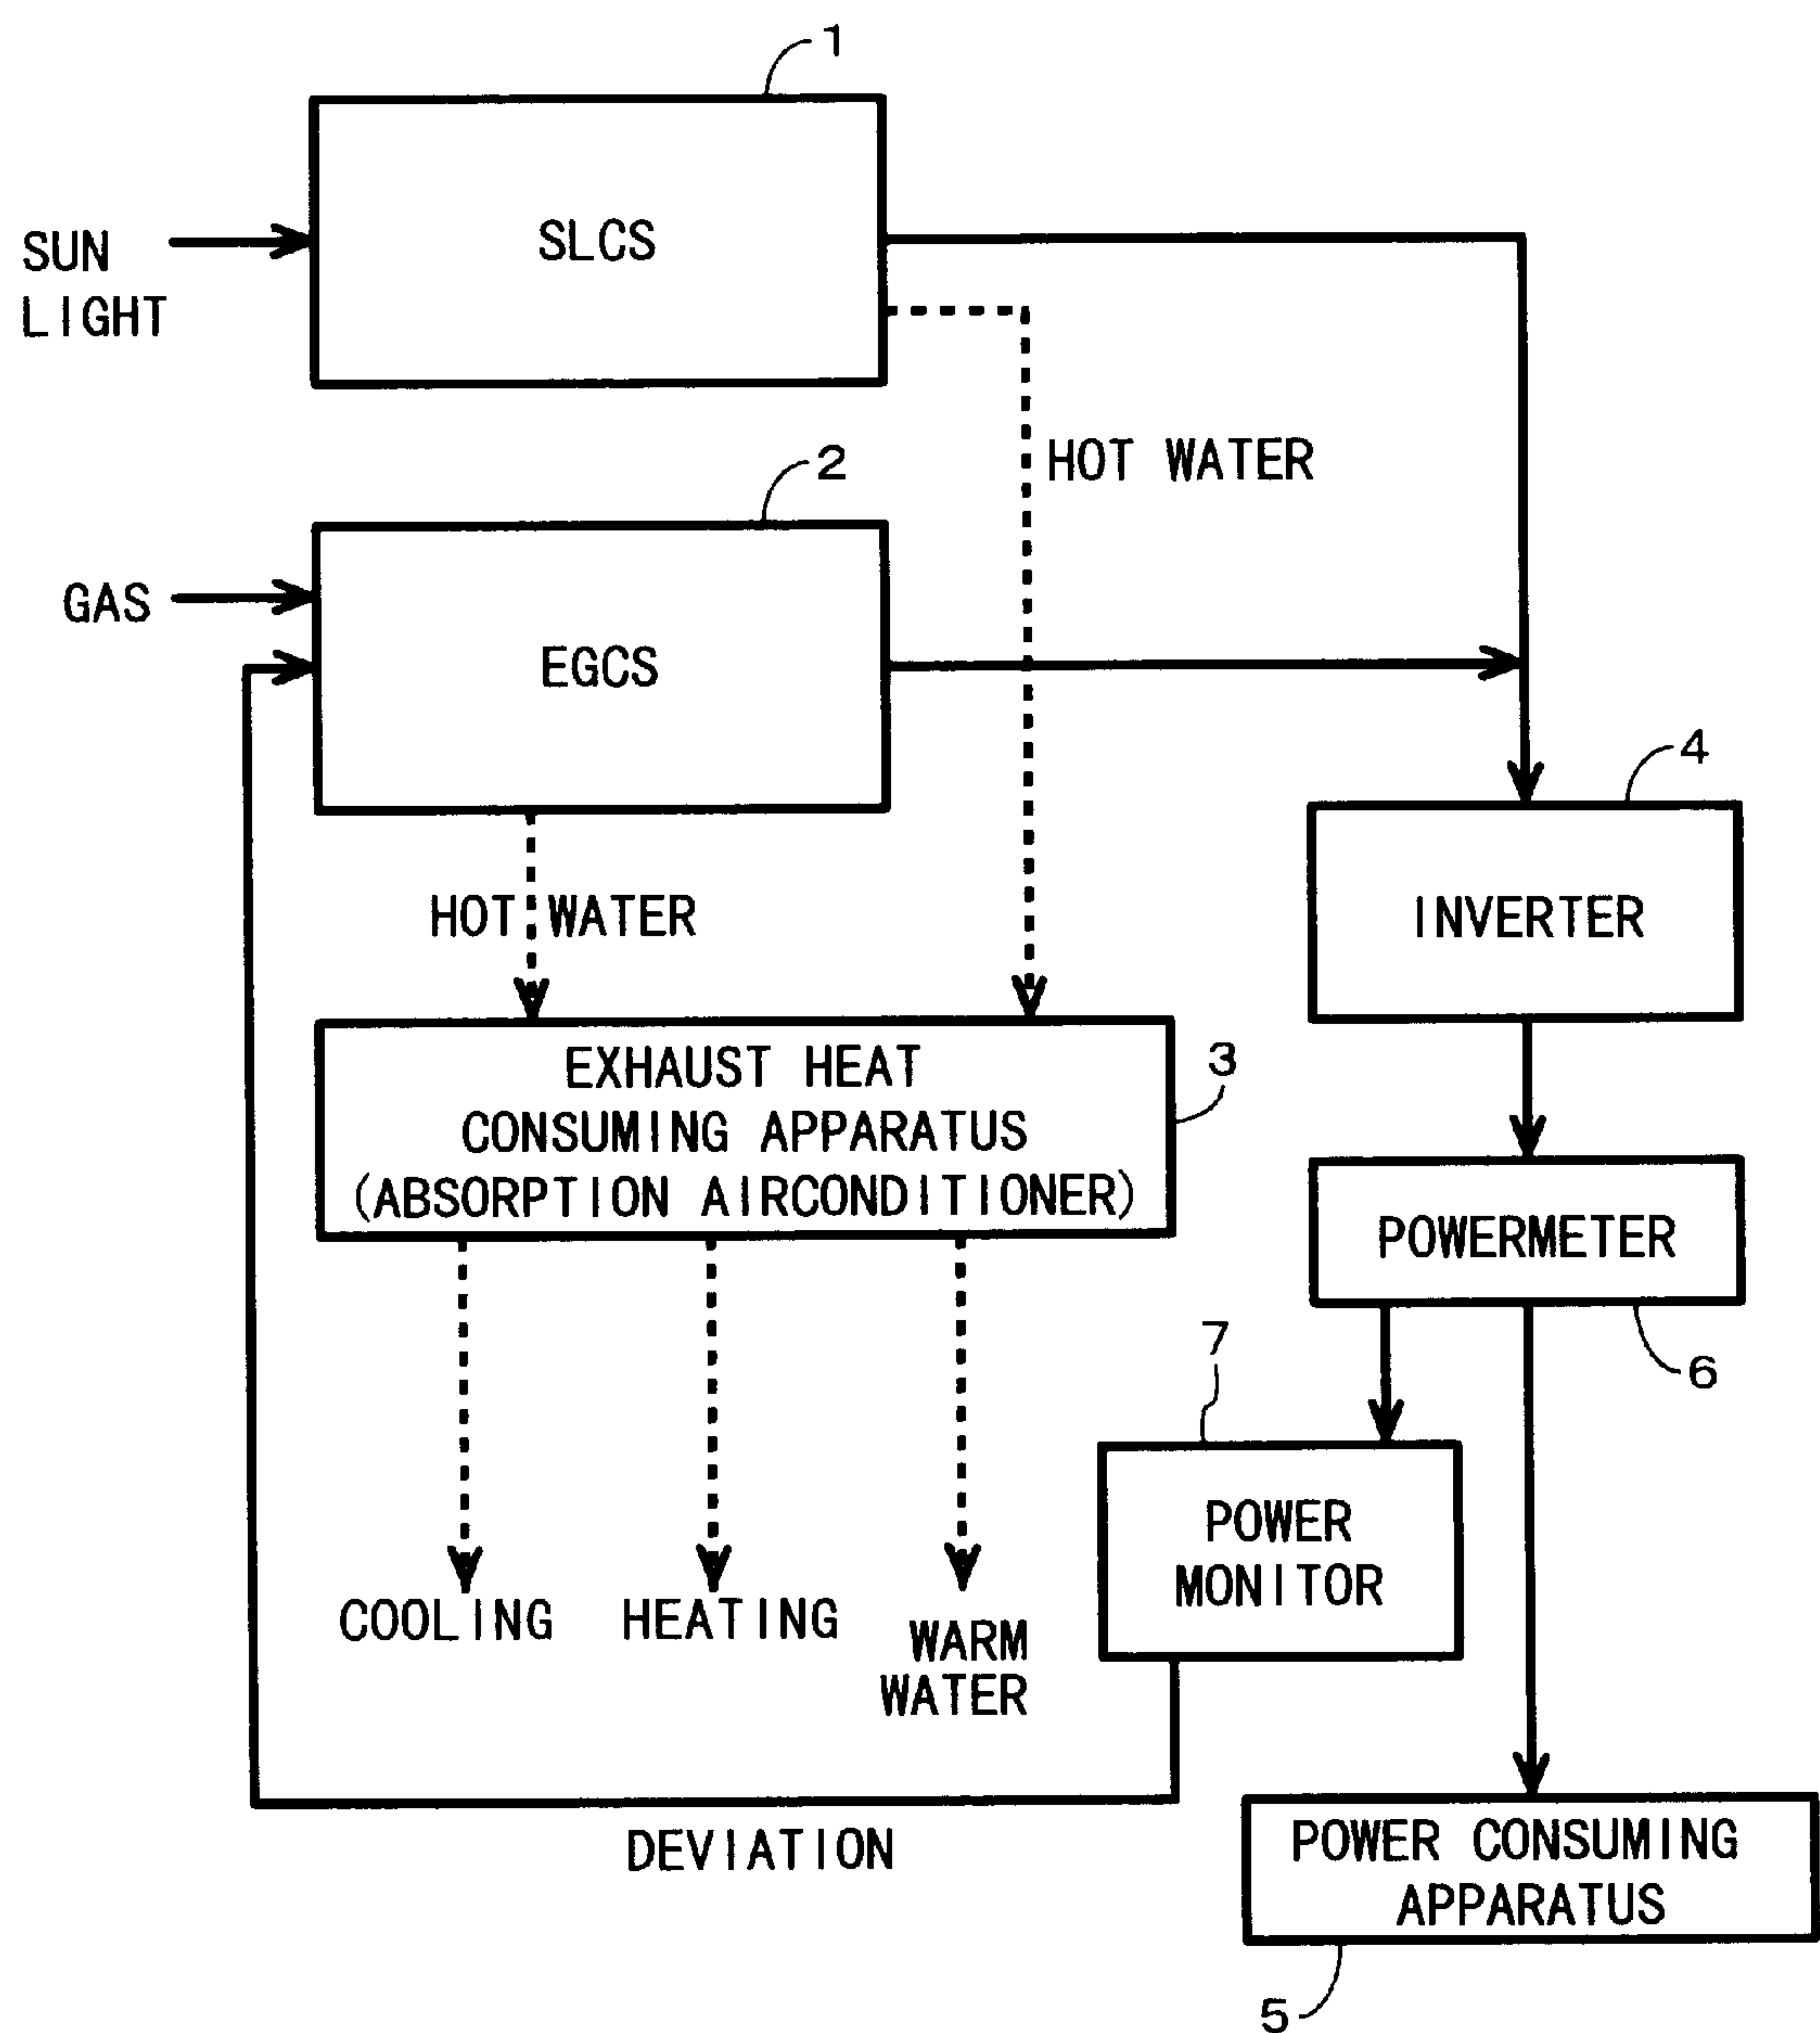 1
SLCS
SUN
LIGHT
HOT WATER
2
GAS
EGCS
4
INVERTER
HOT WATER
EXHAUST HEAT
CONSUMING APPARATUS
(ABSORPTION AIRCONDITIONER)
3
POWERMETER
6
7
POWER
MONITOR
COOLING
HEATING
WARM
WATER
DEVIATION
POWER CONSUMING
APPARATUS
5